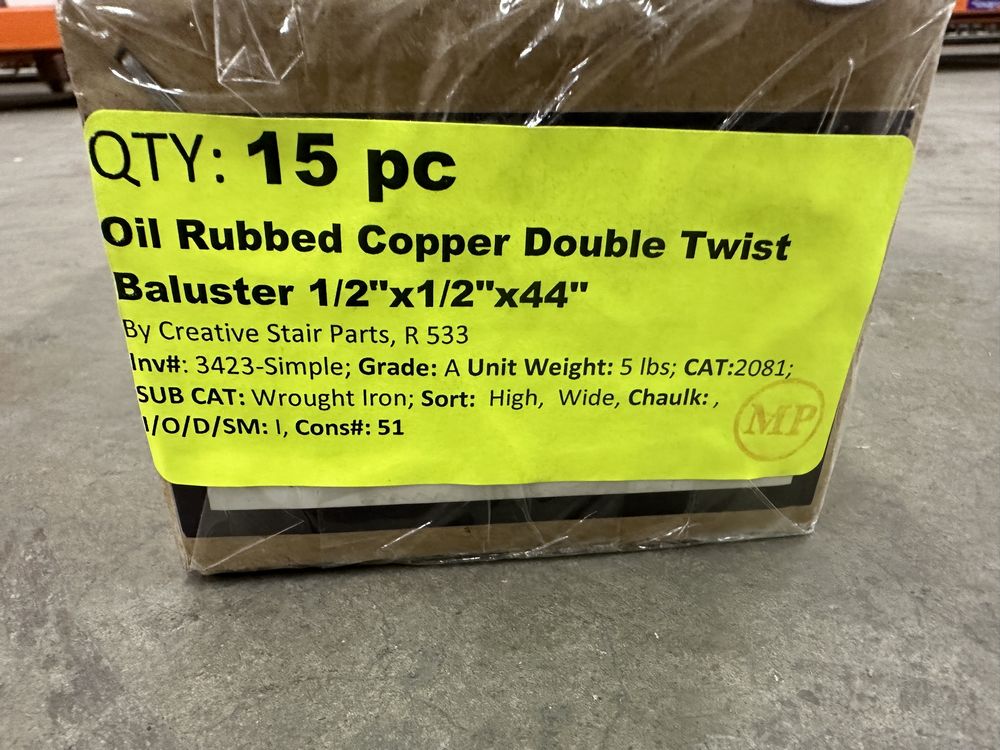 QTY: 15 pc
Oil Rubbed Copper Double Twist
Baluster 1/2"x1/2"x44"
By Creative Stair Parts, R 533
Inv#: 3423-Simple; Grade: A Unit Weight: 5 lbs; CAT:2081;
SUB CAT: Wrought Iron; Sort: High, Wide, Chaulk: ,
I/O/D/SM: I, Cons#: 51
MP